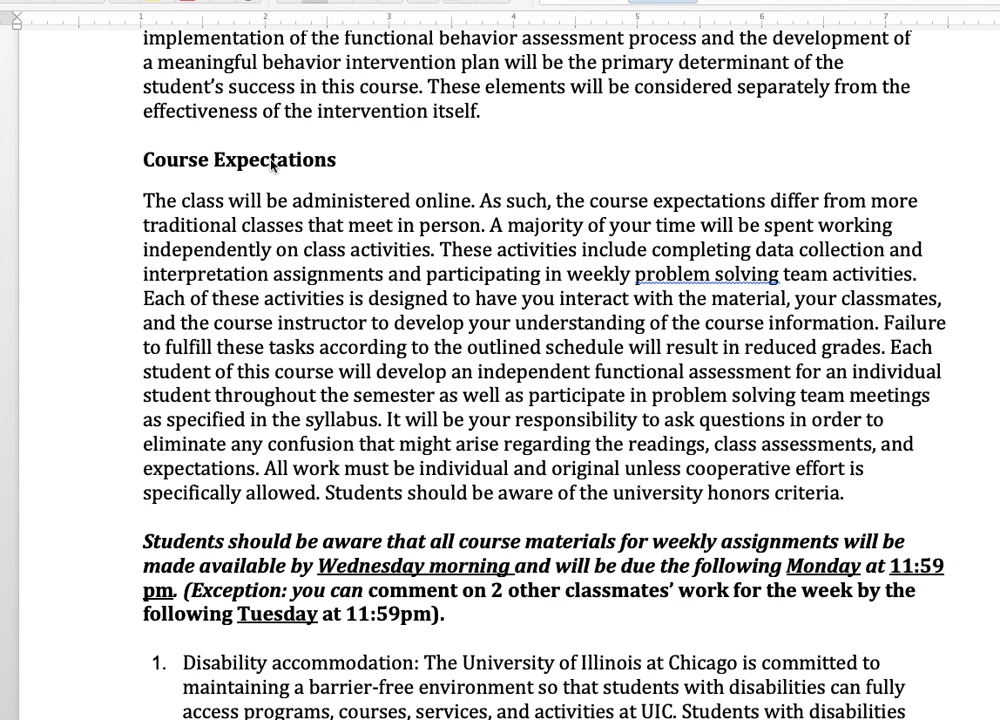 1 2 3 4 5 6 7
implementation of the functional behavior assessment process and the development of
a meaningful behavior intervention plan will be the primary determinant of the
student’s success in this course. These elements will be considered separately from the
effectiveness of the intervention itself.
Course Expectations
The class will be administered online. As such, the course expectations differ from more
traditional classes that meet in person. A majority of your time will be spent working
independently on class activities. These activities include completing data collection and
interpretation assignments and participating in weekly problem solving team activities.
Each of these activities is designed to have you interact with the material, your classmates,
and the course instructor to develop your understanding of the course information. Failure
to fulfill these tasks according to the outlined schedule will result in reduced grades. Each
student of this course will develop an independent functional assessment for an individual
student throughout the semester as well as participate in problem solving team meetings
as specified in the syllabus. It will be your responsibility to ask questions in order to
eliminate any confusion that might arise regarding the readings, class assessments, and
expectations. All work must be individual and original unless cooperative effort is
specifically allowed. Students should be aware of the university honors criteria.
Students should be aware that all course materials for weekly assignments will be
made available by Wednesday morning and will be due the following Monday at 11:59
pm. (Exception: you can comment on 2 other classmates’ work for the week by the
following Tuesday at 11:59pm).
1. Disability accommodation: The University of Illinois at Chicago is committed to
maintaining a barrier-free environment so that students with disabilities can fully
access programs, courses, services, and activities at UIC. Students with disabilities